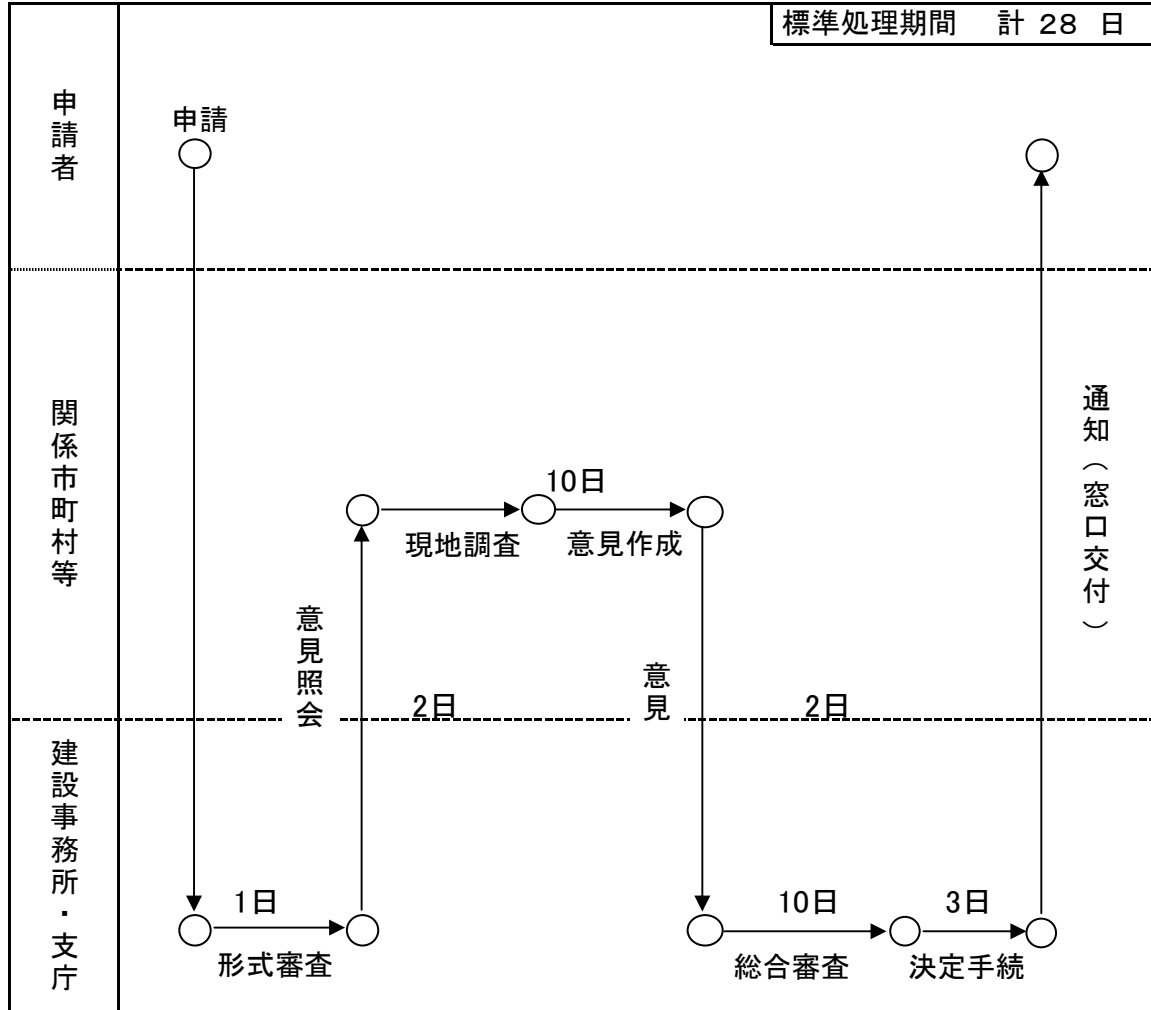 標準処理期間　計 28 日
申請者
申請
関係市町村等
10日
現地調査
意見作成
通知（窓口交付）
意見照会
2日
意見
2日
建設事務所・支庁
1日
形式審査
10日
総合審査
3日
決定手続